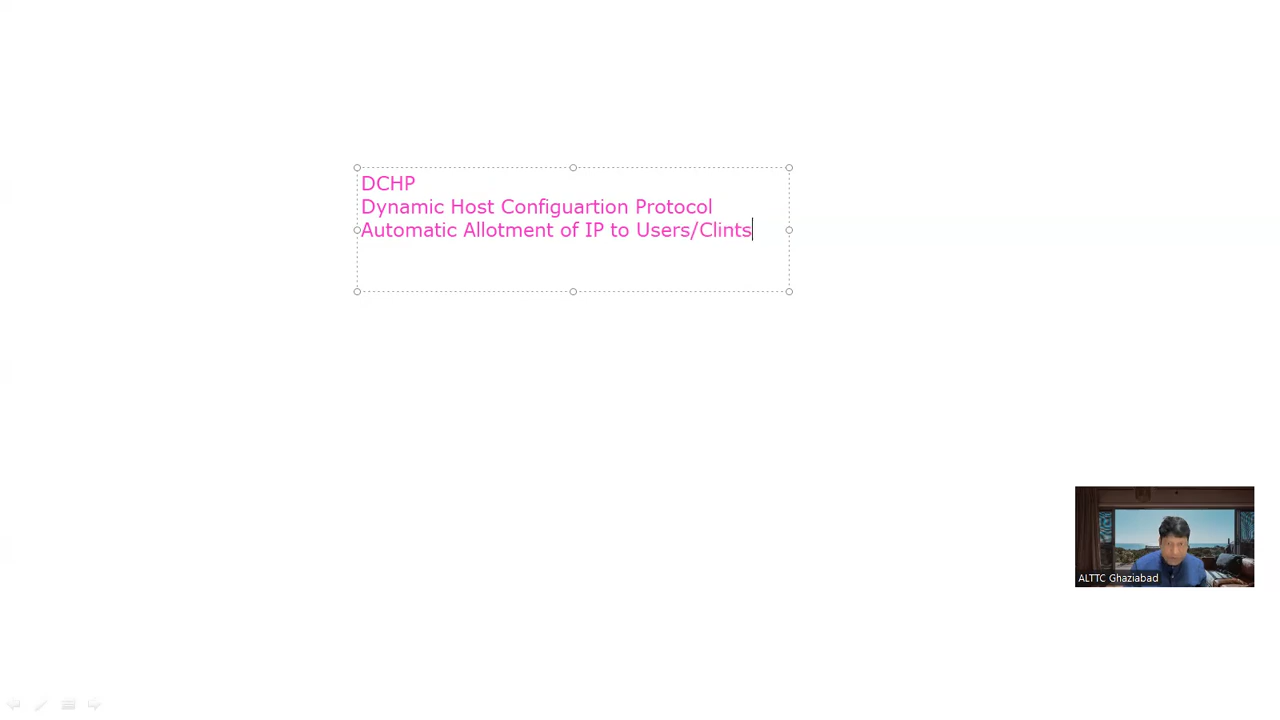 DCHP
Dynamic Host Configuartion Protocol
Automatic Allotment of IP to Users/Clints
ALTTC Ghaziabad